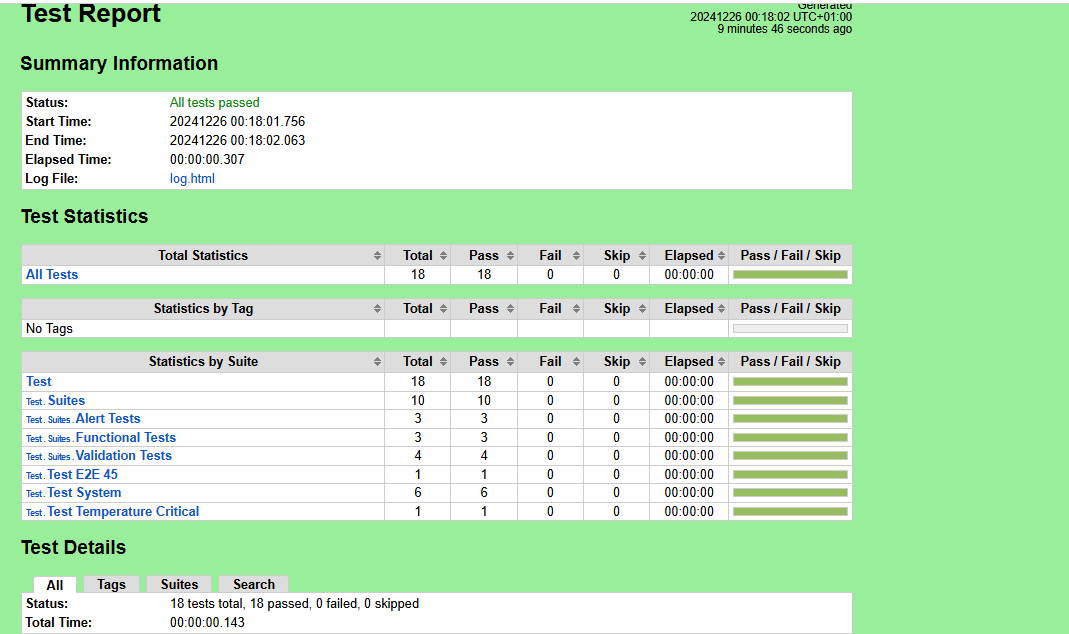 Test Report
Generated
20241226 00:18:02 UTC+01:00
9 minutes 46 seconds ago
Summary Information
Status: All tests passed
Start Time: 20241226 00:18:01.756
End Time: 20241226 00:18:02.063
Elapsed Time: 00:00:00.307
Log File: log.html
Test Statistics
Total Statistics Total Pass Fail Skip Elapsed Pass / Fail / Skip
All Tests 18 18 0 0 00:00:00
Statistics by Tag Total Pass Fail Skip Elapsed Pass / Fail / Skip
No Tags
Statistics by Suite Total Pass Fail Skip Elapsed Pass / Fail / Skip
Test 18 18 0 0 00:00:00
Test . Suites 10 10 0 0 00:00:00
Test . Suites . Alert Tests 3 3 0 0 00:00:00
Test . Suites . Functional Tests 3 3 0 0 00:00:00
Test . Suites . Validation Tests 4 4 0 0 00:00:00
Test . Test E2E 45 1 1 0 0 00:00:00
Test . Test System 6 6 0 0 00:00:00
Test . Test Temperature Critical 1 1 0 0 00:00:00
Test Details
All Tags Suites Search
Status: 18 tests total, 18 passed, 0 failed, 0 skipped
Total Time: 00:00:00.143